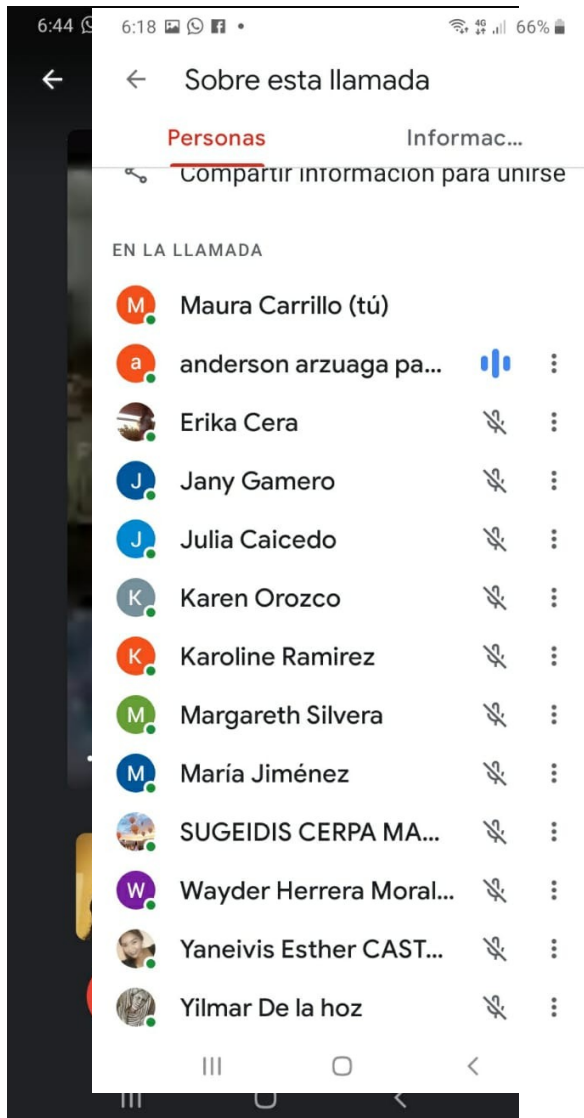 6:44
6:18
4G
66%
Sobre esta llamada
Personas
Informac...
Compartir información para unirse
EN LA LLAMADA
M
Maura Carrillo (tú)
a
anderson arzuaga pa...
Erika Cera
J
Jany Gamero
J
Julia Caicedo
K
Karen Orozco
K
Karoline Ramirez
M
Margareth Silvera
M
María Jiménez
SUGEIDIS CERPA MA...
W
Wayder Herrera Moral...
Yaneivis Esther CAST...
Yilmar De la hoz